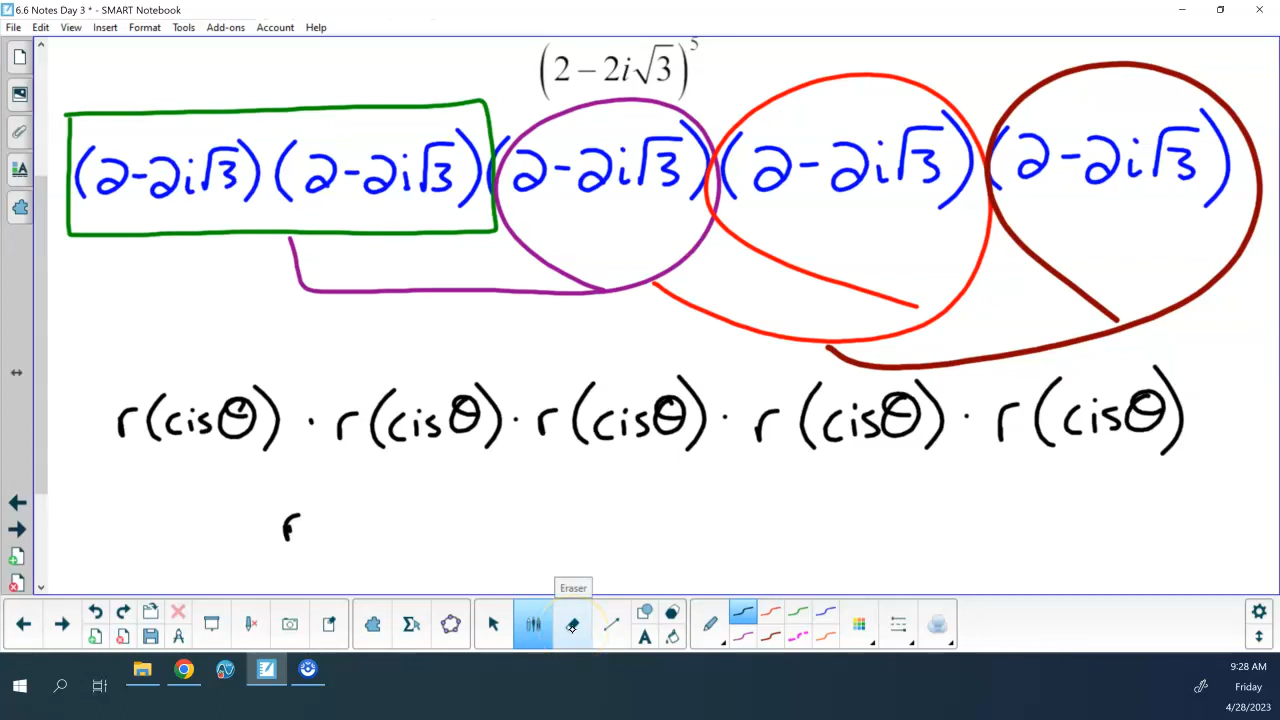 6.6 Notes Day 3 * - SMART Notebook
File Edit View Insert Format Tools Add-ons Account Help
(2 − 2i√3)^5
(2-2i√3)(2-2i√3)(2-2i√3)(2-2i√3)(2-2i√3)
r(cisθ) · r(cisθ) · r(cisθ) · r(cisθ) · r(cisθ)
r
Eraser
9:28 AM
Friday
4/28/2023